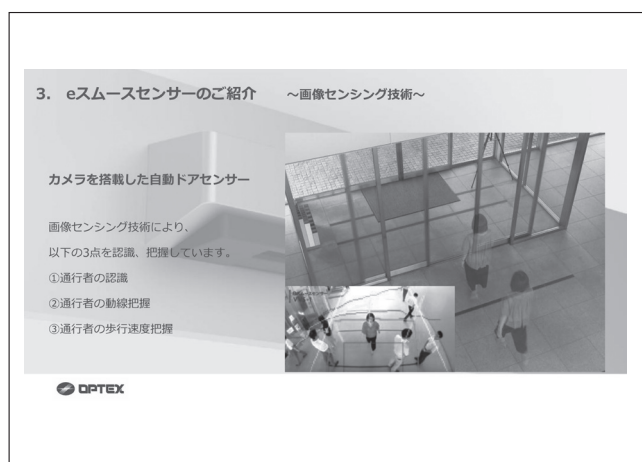 3. eスムースセンサーのご紹介 ～画像センシング技術～
カメラを搭載した自動ドアセンサー
画像センシング技術により、
以下の3点を認識、把握しています。
①通行者の認識
②通行者の動線把握
③通行者の歩行速度把握
OPTEX